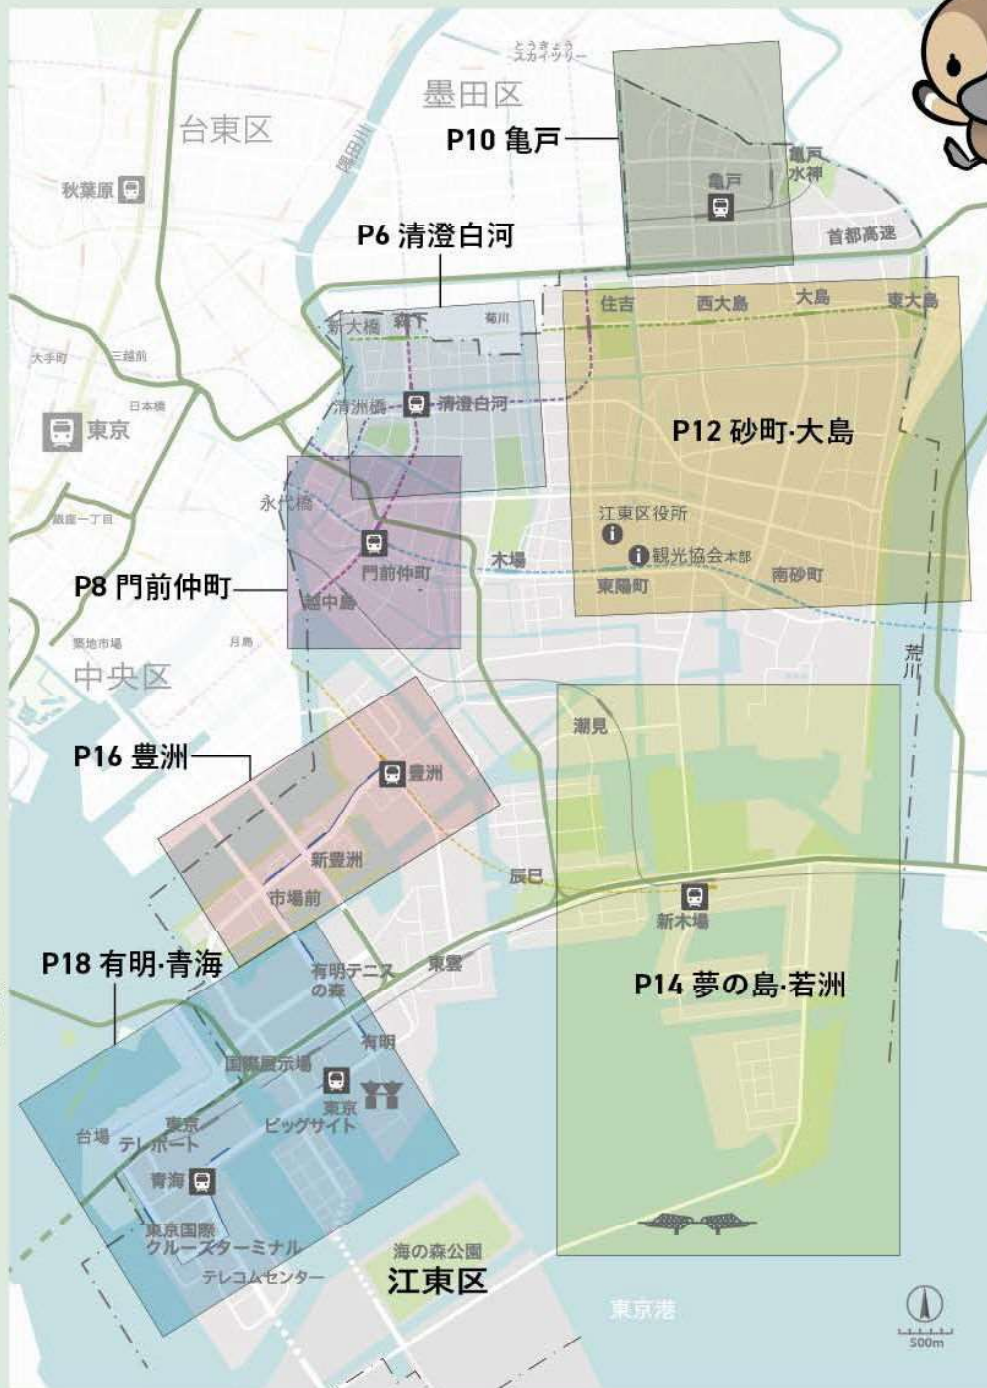 とうきょう
スカイツリー
墨田区
台東区
隅田川
P10 亀戸
秋葉原
亀戸
亀戸
水神
P6 清澄白河
首都高速
住吉
西大島
大島
東大島
新大橋
森下
菊川
大手町
三越前
日本橋
清洲橋
清澄白河
東京
P12 砂町·大島
永代橋
銀座一丁目
江東区役所
観光協会本部
木場
門前仲町
東陽町
南砂町
P8 門前仲町
越中島
築地市場
月島
中央区
荒川
潮見
P16 豊洲
豊洲
新豊洲
辰巳
市場前
新木場
P18 有明·青海
有明テニス
の森
東雲
P14 夢の島·若洲
有明
国際展示場
東京
ビッグサイト
台場
東京
テレポート
青海
東京国際
クルーズターミナル
テレコムセンター
海の森公園
江東区
東京港
500m